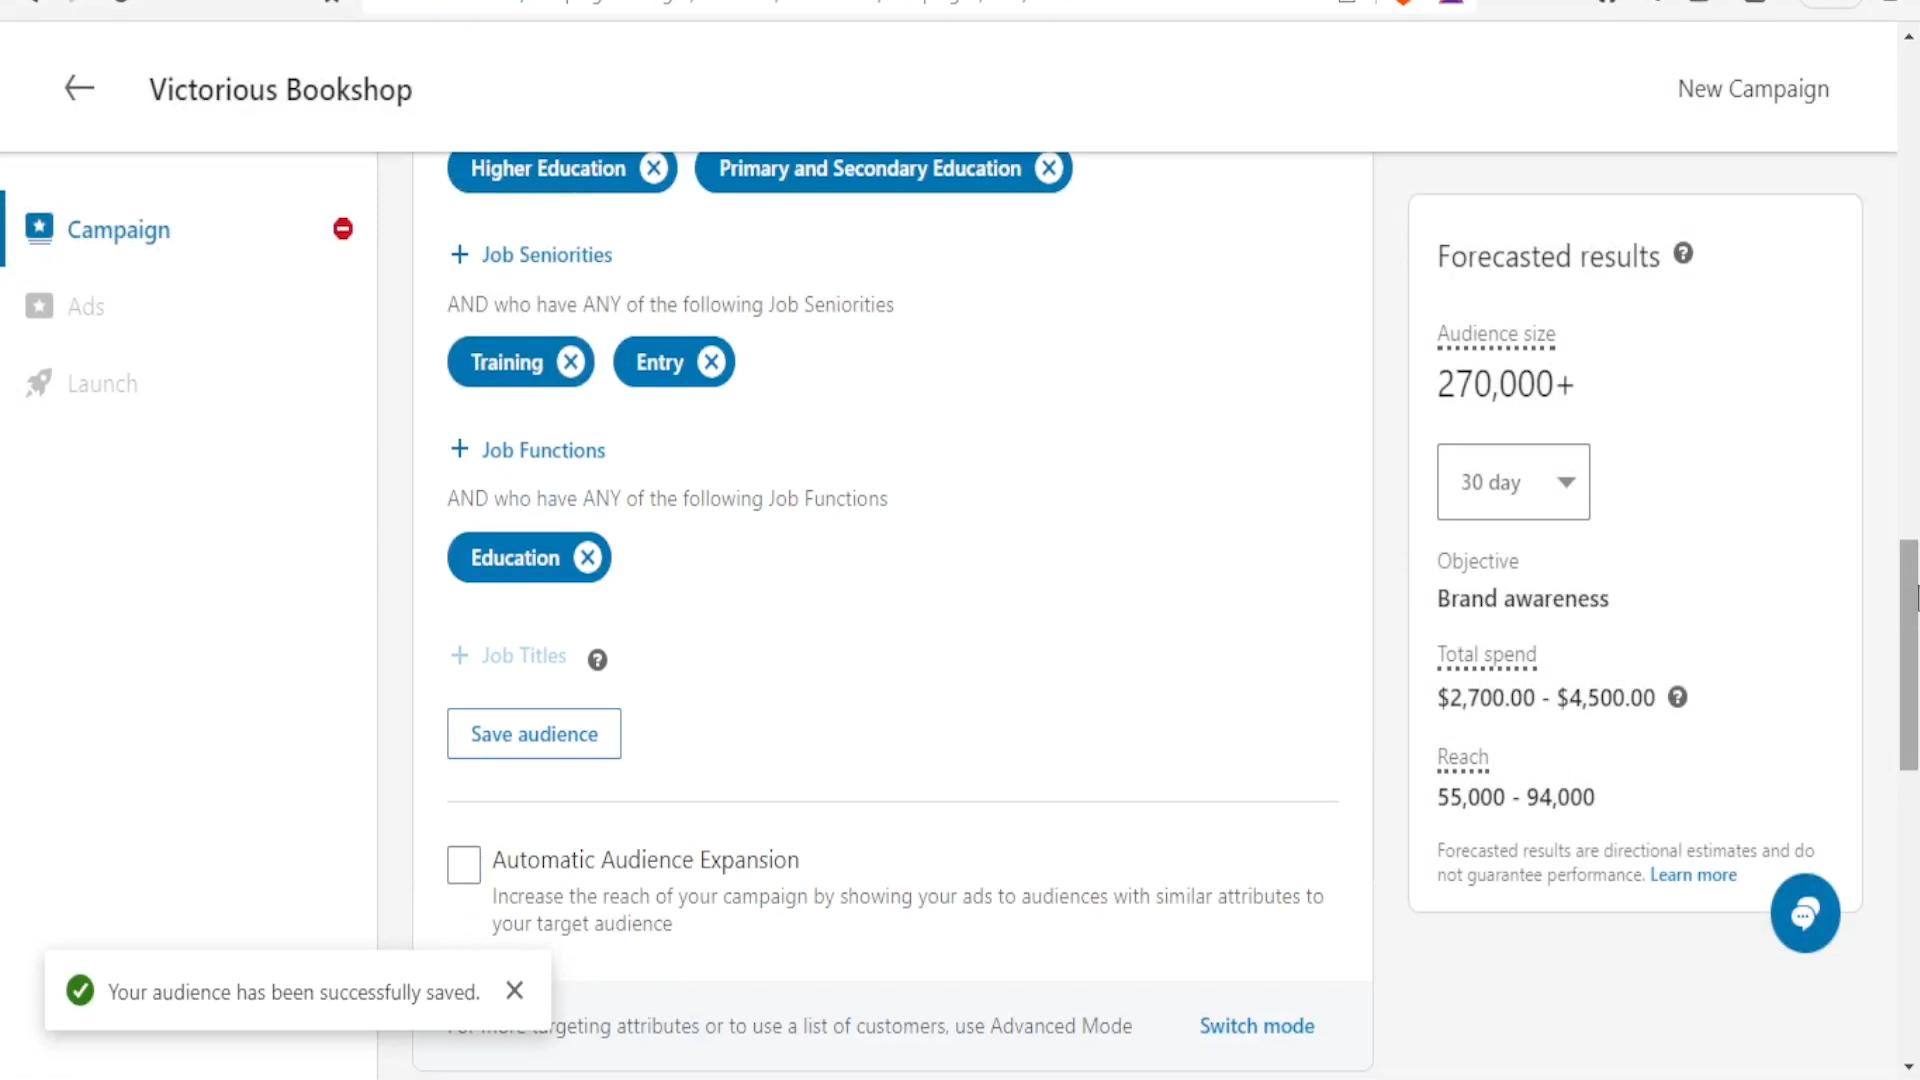 Victorious Bookshop
New Campaign
Higher Education
Primary and Secondary Education
Campaign
Ads
Launch
+ Job Seniorities
AND who have ANY of the following Job Seniorities
Training
Entry
+ Job Functions
AND who have ANY of the following Job Functions
Education
+ Job Titles
Save audience
Automatic Audience Expansion
Increase the reach of your campaign by showing your ads to audiences with similar attributes to
your target audience
targeting attributes or to use a list of customers, use Advanced Mode
Switch mode
Your audience has been successfully saved.
Forecasted results
Audience size
270,000+
30 day
Objective
Brand awareness
Total spend
$2,700.00 - $4,500.00
Reach
55,000 - 94,000
Forecasted results are directional estimates and do
not guarantee performance. Learn more